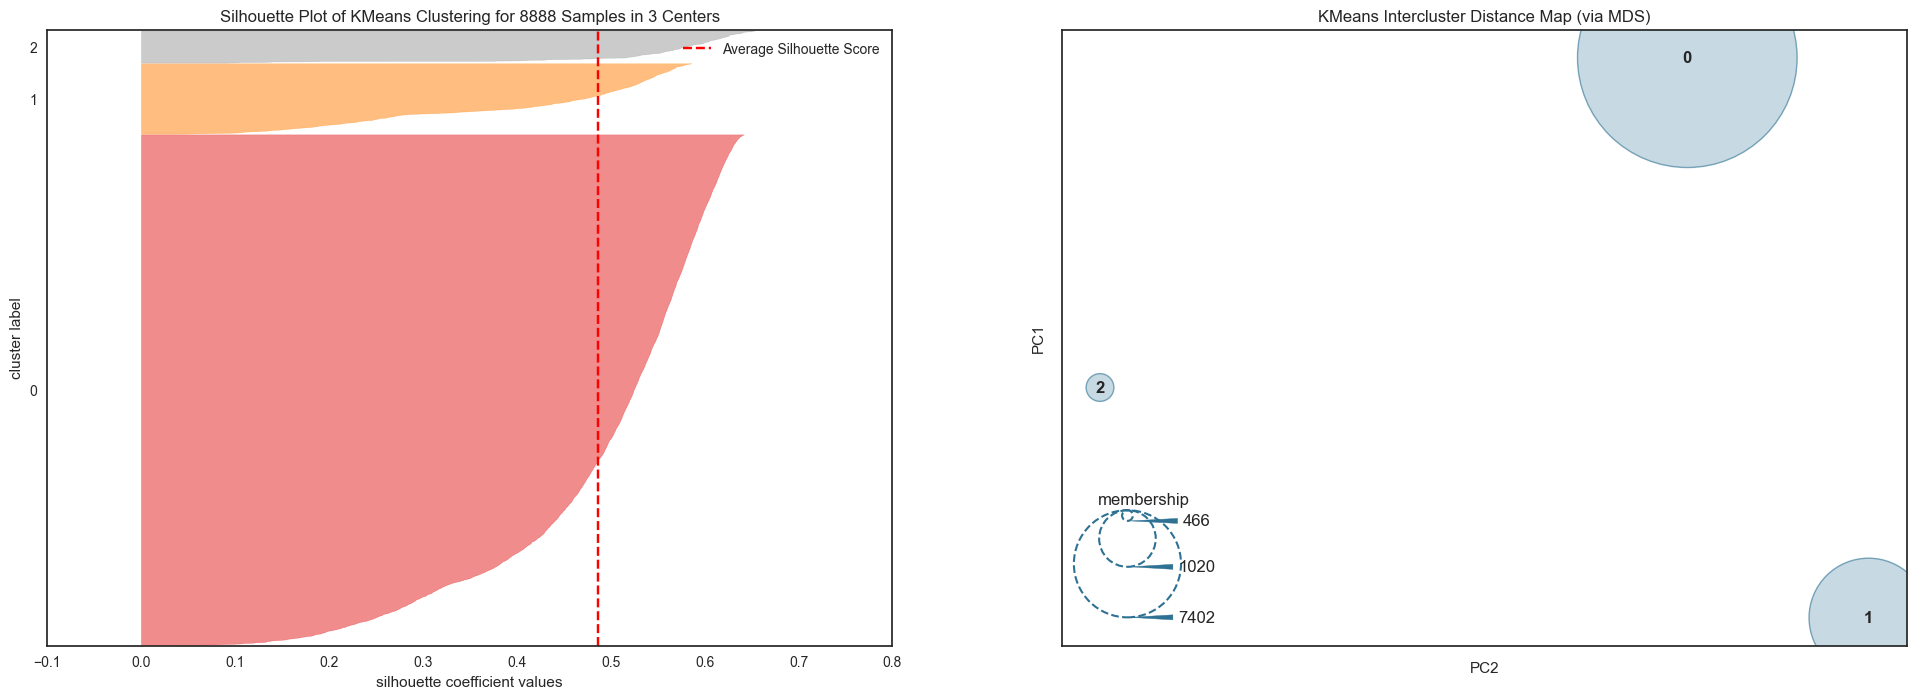 Silhouette Plot of KMeans Clustering for 8888 Samples in 3 Centers
Average Silhouette Score
2
1
0
cluster label
−0.1 0.0 0.1 0.2 0.3 0.4 0.5 0.6 0.7 0.8
silhouette coefficient values
KMeans Intercluster Distance Map (via MDS)
0
2
1
PC1
membership
466
1020
7402
PC2